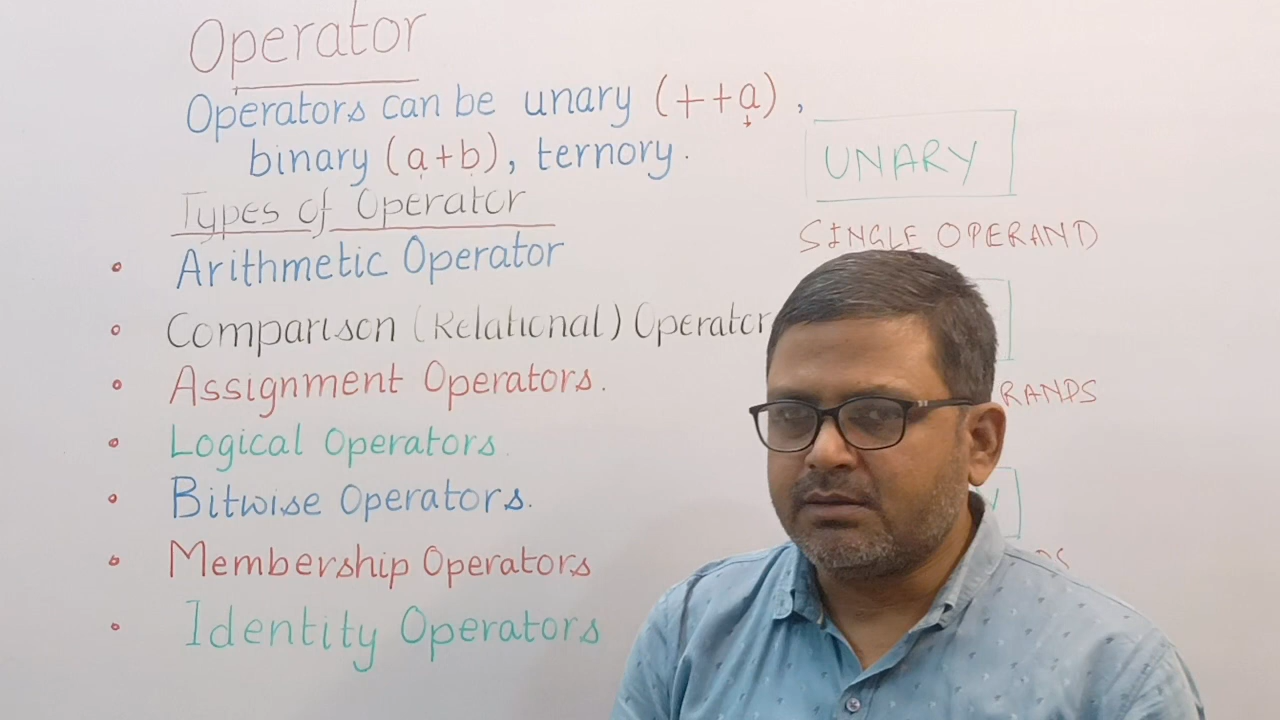 Operator
Operators can be unary (++a),
binary (a+b), ternory.
Types of Operator
• Arithmetic Operator
• Comparison (Relational) Operator
• Assignment Operators.
• Logical Operators.
• Bitwise Operators.
• Membership Operators
• Identity Operators
UNARY
SINGLE OPERAND